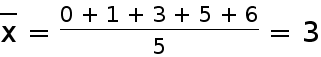 x̄ = (0 + 1 + 3 + 5 + 6)/5 = 3